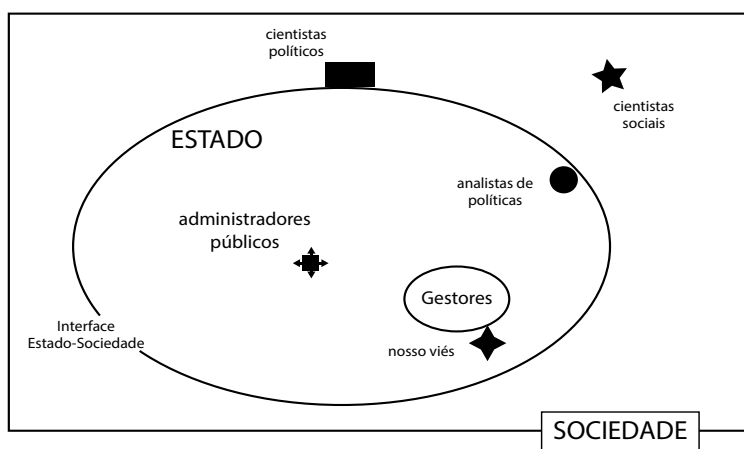 cientistas
políticos
cientistas
sociais
ESTADO
analistas de
políticas
administradores
públicos
Gestores
Interface
Estado-Sociedade
nosso viés
SOCIEDADE